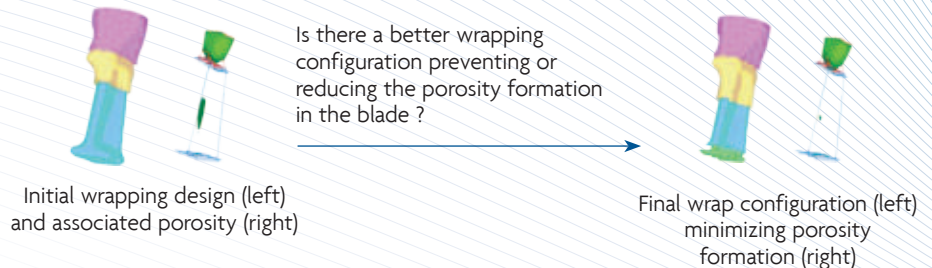 Is there a better wrapping
configuration preventing or
reducing the porosity formation
in the blade ?
Initial wrapping design (left)
and associated porosity (right)
Final wrap configuration (left)
minimizing porosity
formation (right)